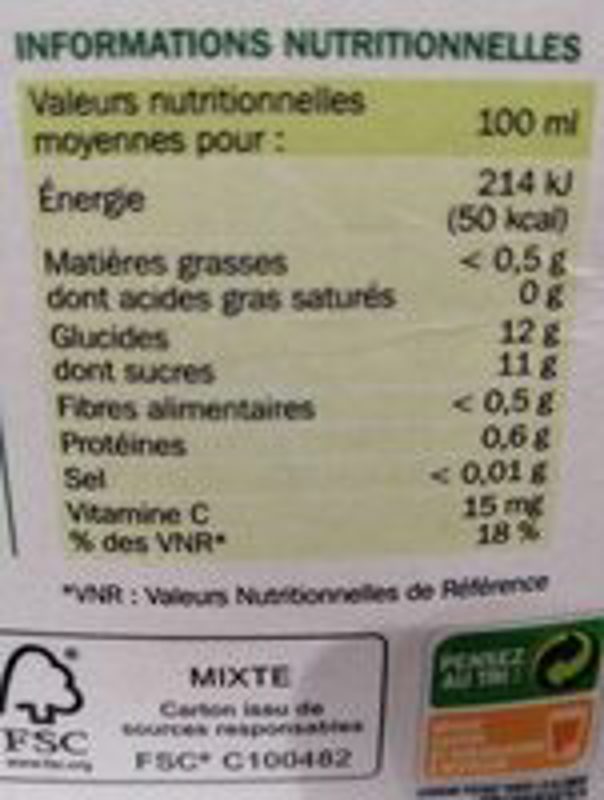 INFORMATIONS NUTRITIONNELLES
Valeurs nutritionnelles
moyennes pour : 100 ml
Énergie 214 kJ
(50 kcal)
Matières grasses < 0,5 g
dont acides gras saturés 0 g
Glucides 12 g
dont sucres 11 g
Fibres alimentaires < 0,5 g
Protéines 0,6 g
Sel < 0,01 g
Vitamine C 15 mg
% des VNR* 18 %
*VNR : Valeurs Nutritionnelles de Référence
MIXTE
Carton issu de
sources responsables
FSC® C100482
FSC
www.fsc.org
PENSEZ
AU TRI !